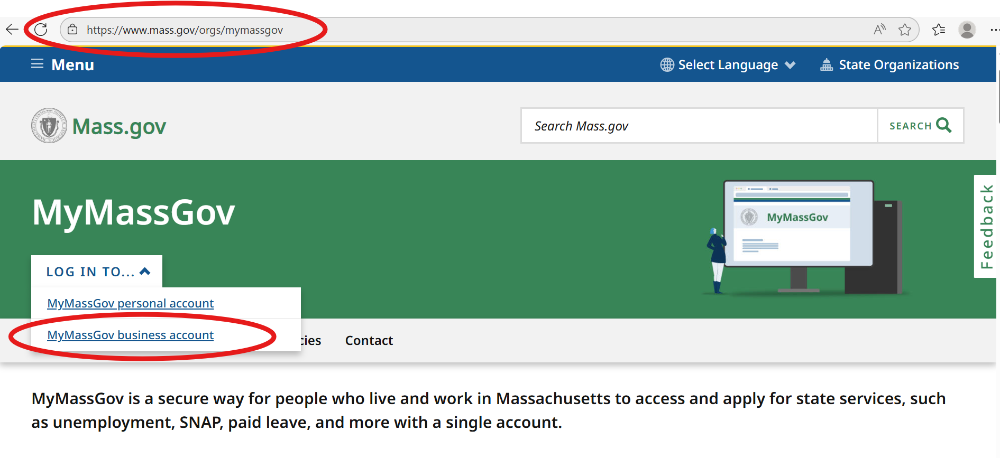 https://www.mass.gov/orgs/mymassgov
Menu
Select Language
State Organizations
Mass.gov
Search Mass.gov
SEARCH
MyMassGov
MyMassGov
Feedback
LOG IN TO...
MyMassGov personal account
MyMassGov business account
cies
Contact
MyMassGov is a secure way for people who live and work in Massachusetts to access and apply for state services, such
as unemployment, SNAP, paid leave, and more with a single account.